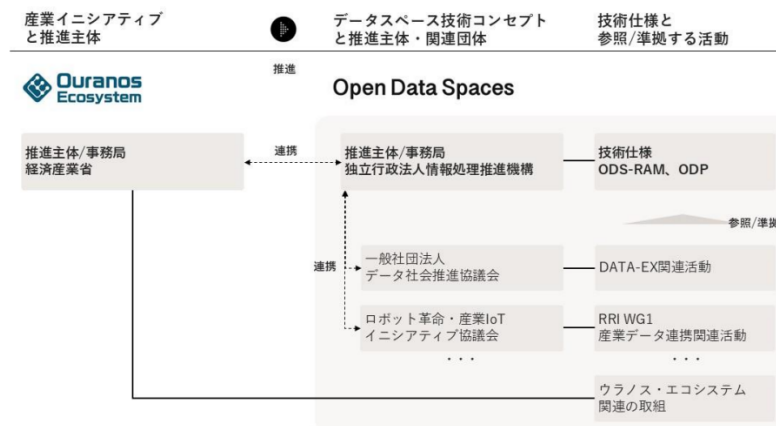 産業イニシアティブ
と推進主体
データスペース技術コンセプト
と推進主体・関連団体
技術仕様と
参照/準拠する活動
推進
Ouranos
Ecosystem
Open Data Spaces
推進主体/事務局
経済産業省
連携
推進主体/事務局
独立行政法人情報処理推進機構
技術仕様
ODS-RAM、ODP
参照/準拠
連携
一般社団法人
データ社会推進協議会
DATA-EX関連活動
ロボット革命・産業IoT
イニシアティブ協議会
RRI WG1
産業データ連携関連活動
・・・
・・・
ウラノス・エコシステム
関連の取組